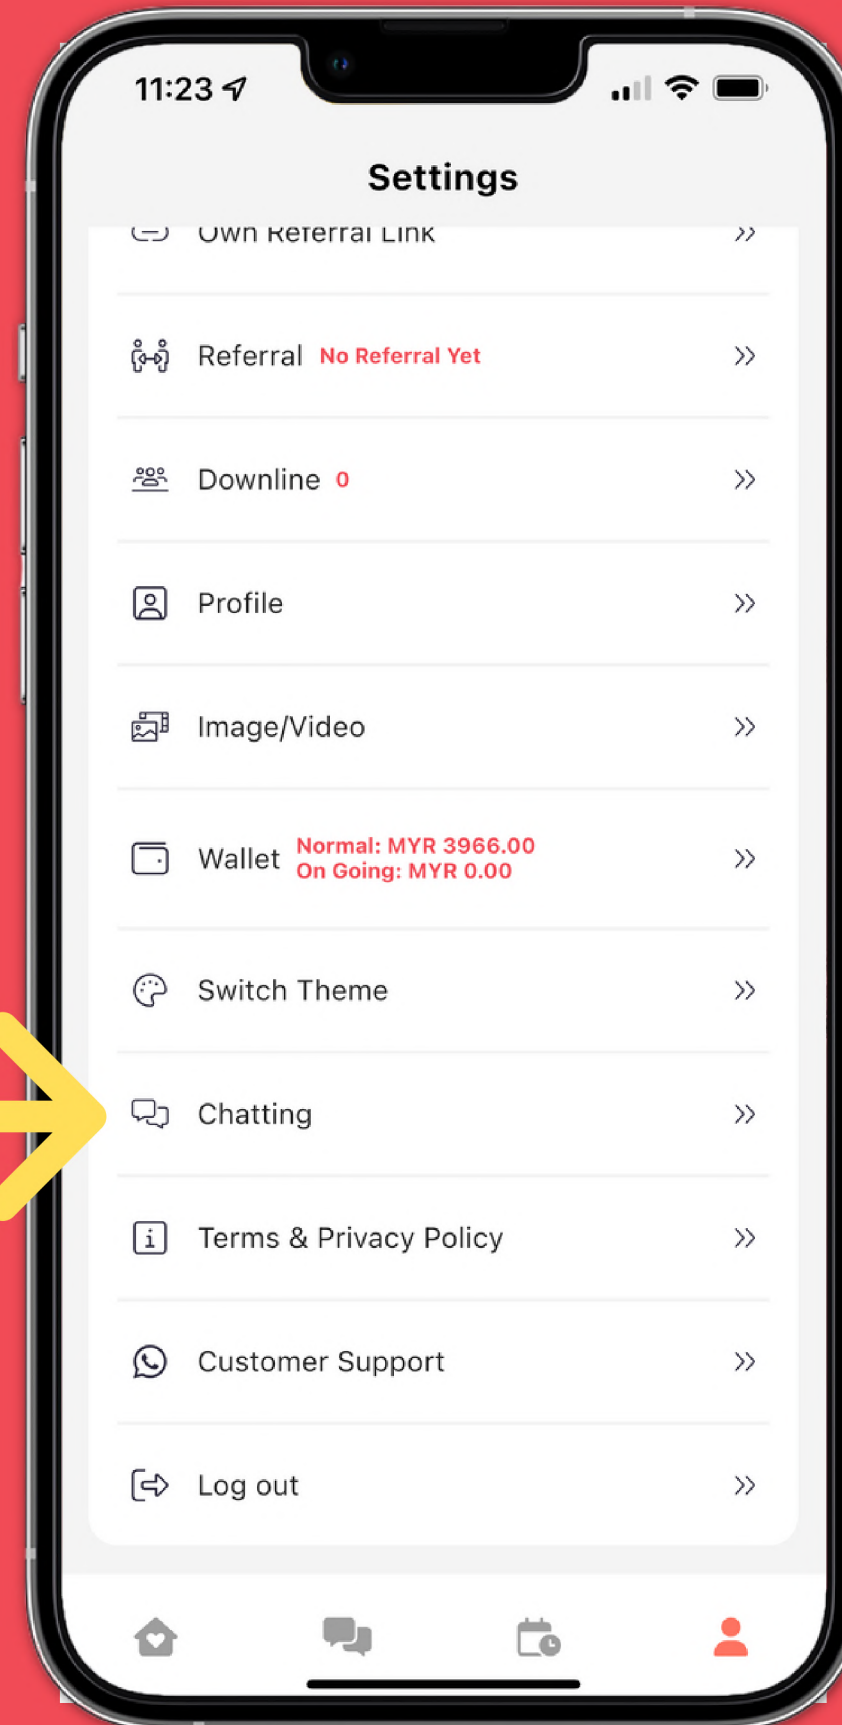 11:23
Settings
Own Referral Link
Referral No Referral Yet
Downline 0
Profile
Image/Video
Wallet Normal: MYR 3966.00
On Going: MYR 0.00
Switch Theme
Chatting
Terms & Privacy Policy
Customer Support
Log out